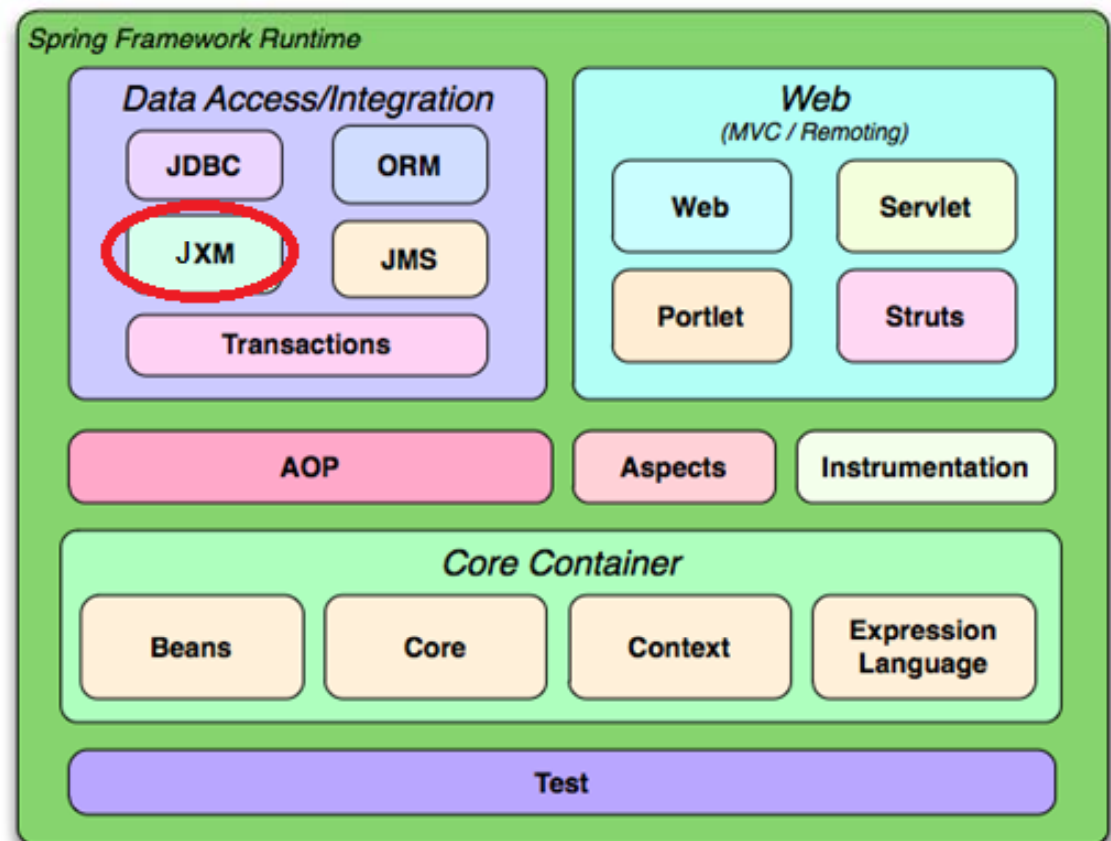 Spring Framework Runtime
Data Access/Integration
JDBC
ORM
JXM
JMS
Transactions
Web
(MVC / Remoting)
Web
Servlet
Portlet
Struts
AOP
Aspects
Instrumentation
Core Container
Beans
Core
Context
Expression
Language
Test